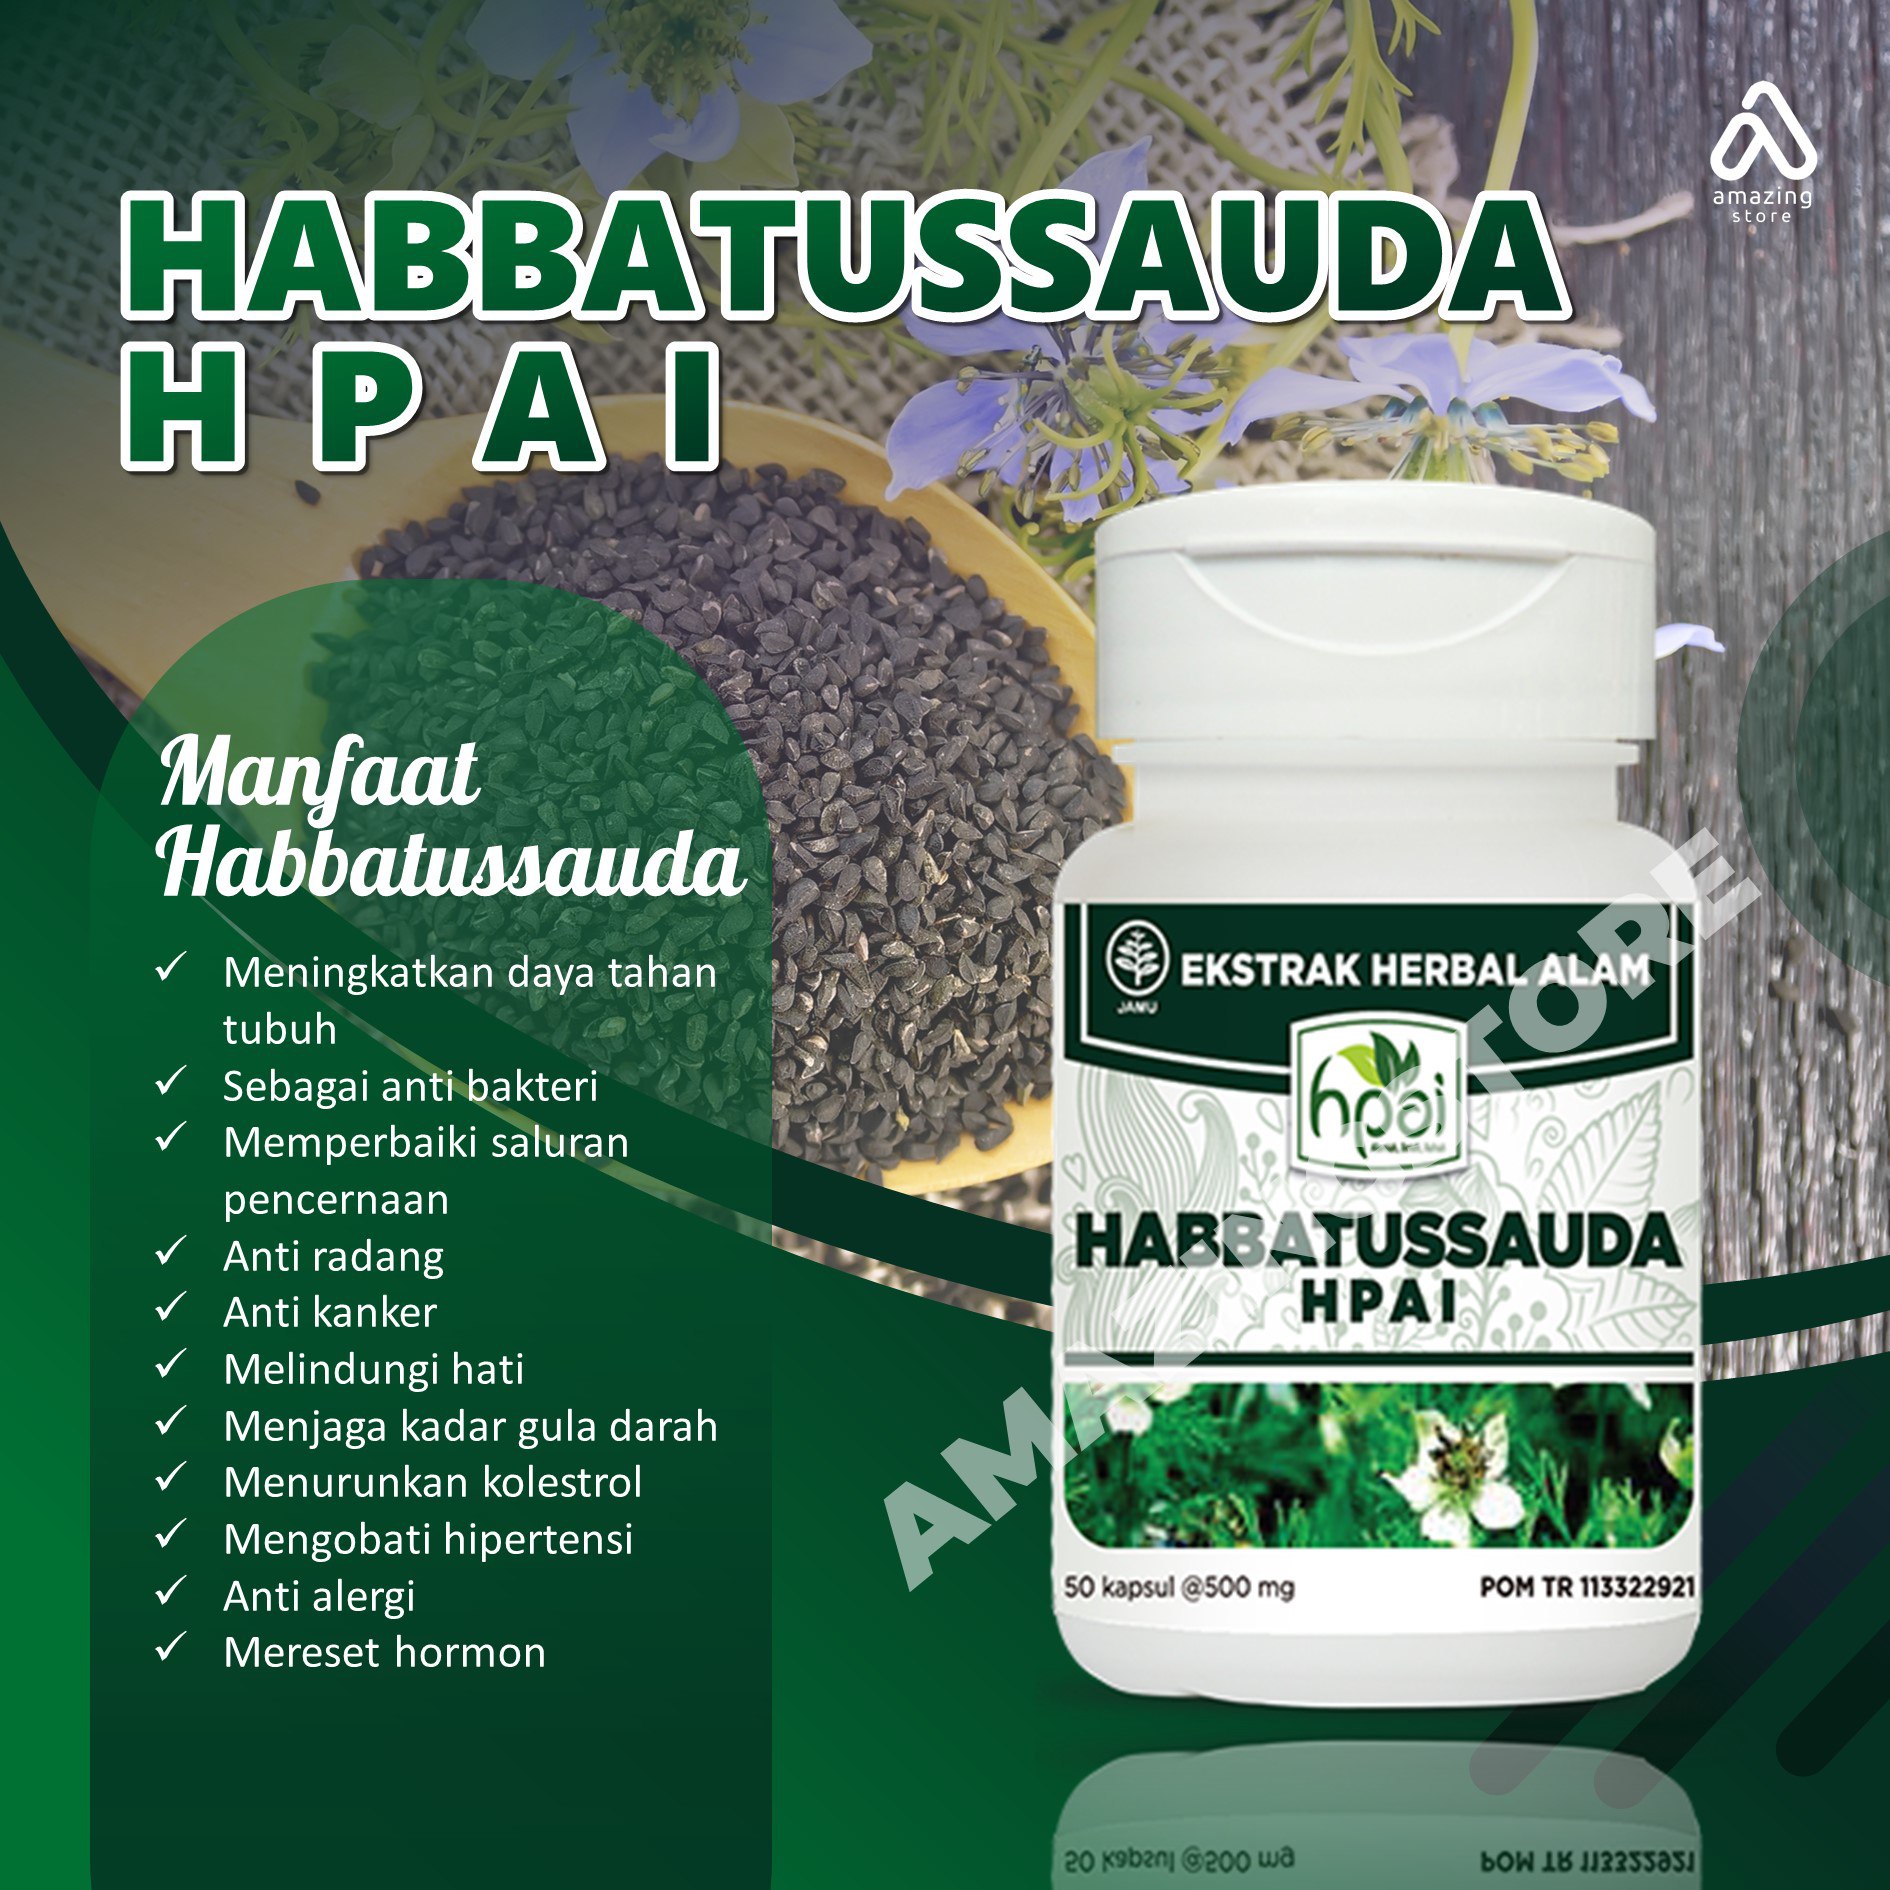 amazing
store
HABBATUSSAUDA
HPAI
Manfaat
Habbatussauda
✓ Meningkatkan daya tahan
tubuh
✓ Sebagai anti bakteri
✓ Memperbaiki saluran
pencernaan
✓ Anti radang
✓ Anti kanker
✓ Melindungi hati
✓ Menjaga kadar gula darah
✓ Menurunkan kolestrol
✓ Mengobati hipertensi
✓ Anti alergi
✓ Mereset hormon
JAMU
EKSTRAK HERBAL ALAM
hpai
HABBATUSSAUDA
HPAI
50 kapsul @500 mg
POM TR 113322921
AMAZING STORE